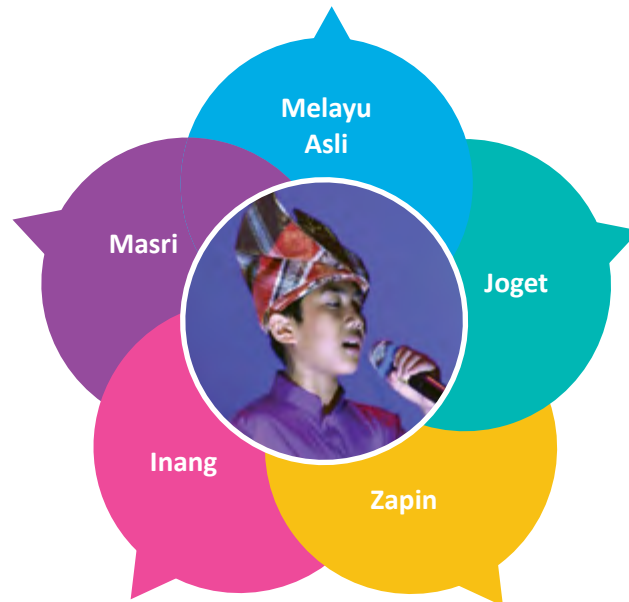 Melayu
Asli
Joget
Zapin
Inang
Masri